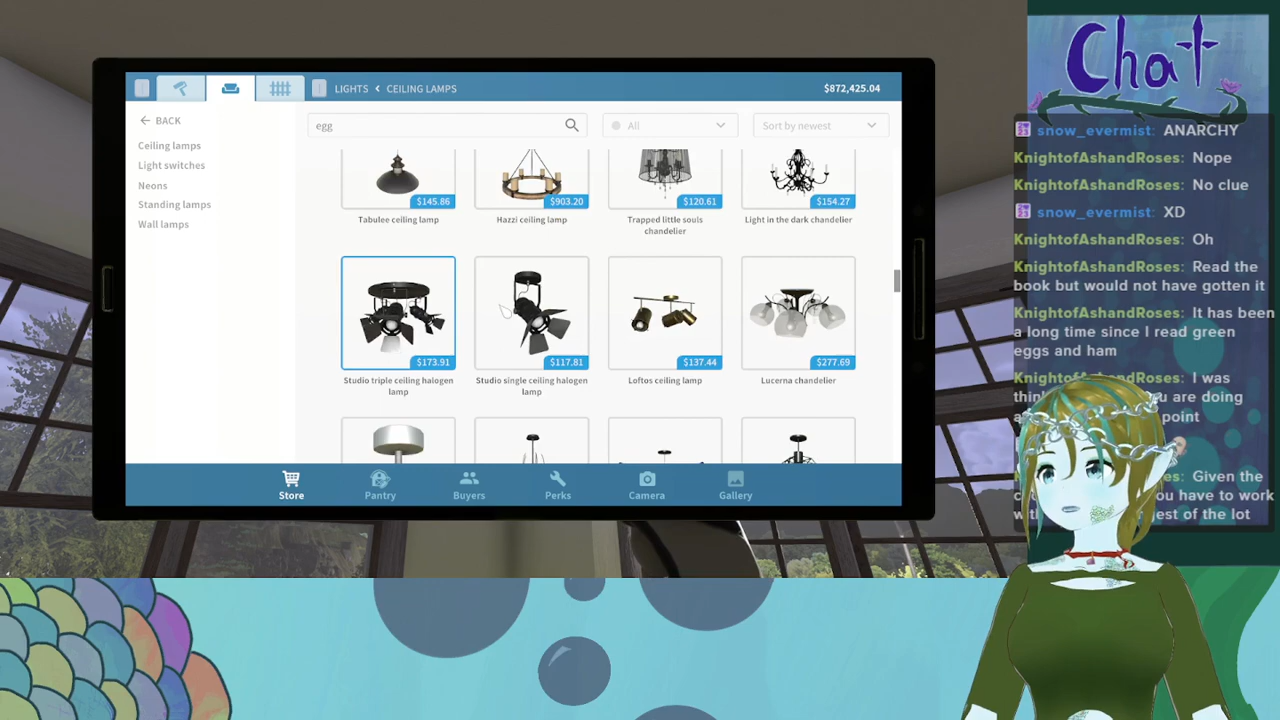 LIGHTS < CEILING LAMPS
$872,425.04
BACK
egg
All
Sort by newest
Ceiling lamps
Light switches
Neons
Standing lamps
Wall lamps
$145.86
$903.20
$120.61
$154.27
Tabulee ceiling lamp
Hazzi ceiling lamp
Trapped little souls
chandelier
Light in the dark chandelier
$173.91
$117.81
$137.44
$277.69
Studio triple ceiling halogen
lamp
Studio single ceiling halogen
lamp
Loftos ceiling lamp
Lucerna chandelier
Store
Pantry
Buyers
Perks
Camera
Gallery
Chat
snow_evermist: ANARCHY
KnightofAshandRoses: Nope
KnightofAshandRoses: No clue
snow_evermist: XD
KnightofAshandRoses: Oh
KnightofAshandRoses: Read the
book but would not have gotten it
KnightofAshandRoses: It has been
a long time since I read green
eggs and ham
KnightofAshandRoses: I was
are doing
point
Given the
you have to work
of the lot